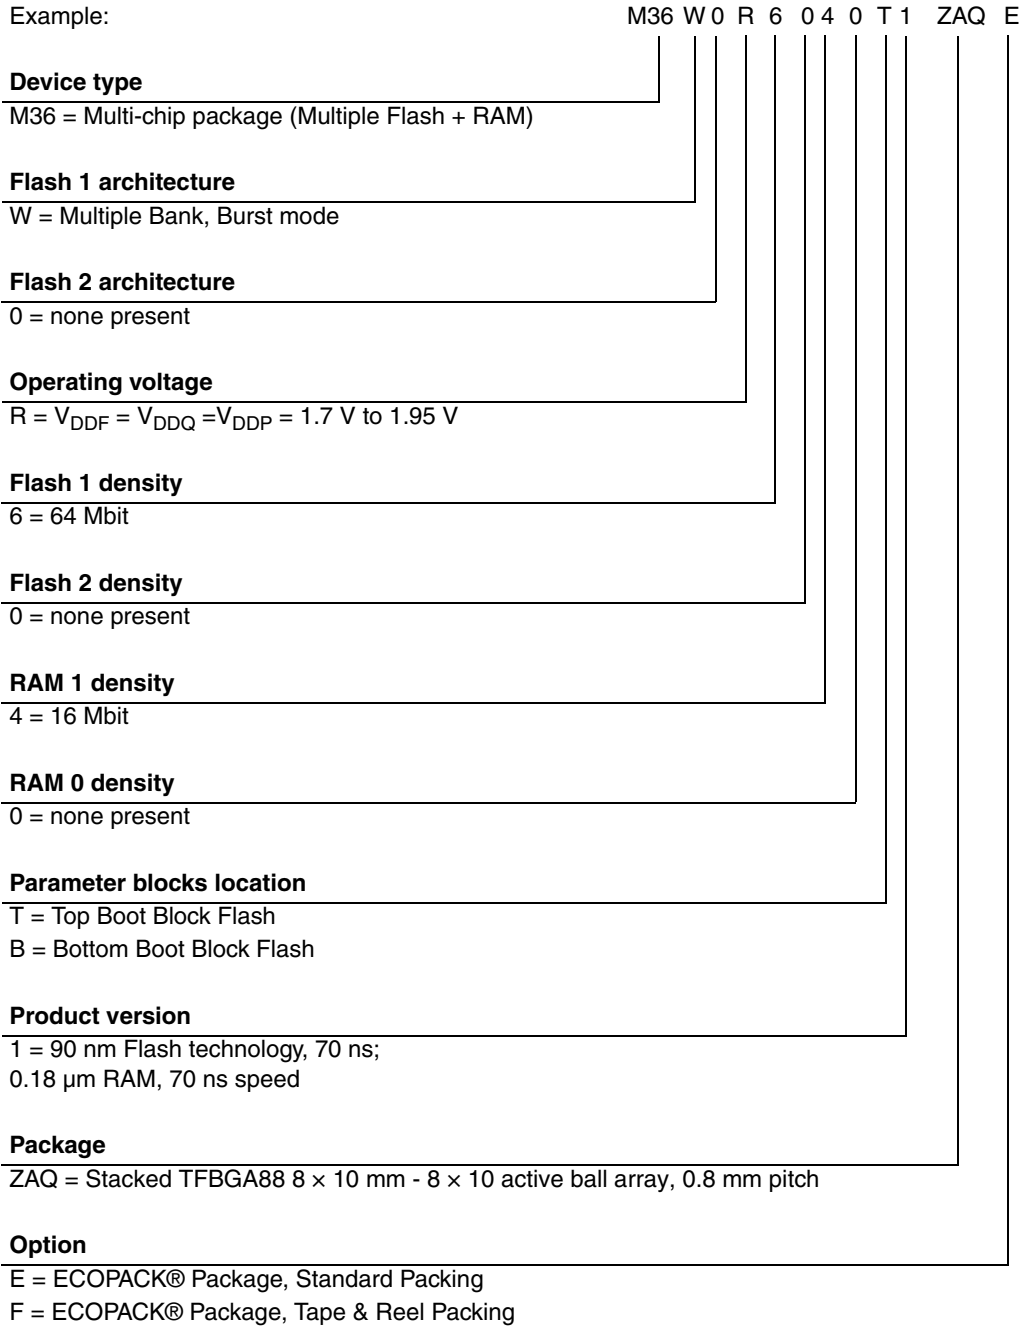 Example: M36 W 0 R 6 0 4 0 T 1 ZAQ E
Device type
M36 = Multi-chip package (Multiple Flash + RAM)
Flash 1 architecture
W = Multiple Bank, Burst mode
Flash 2 architecture
0 = none present
Operating voltage
R = VDDF = VDDQ =VDDP = 1.7 V to 1.95 V
Flash 1 density
6 = 64 Mbit
Flash 2 density
0 = none present
RAM 1 density
4 = 16 Mbit
RAM 0 density
0 = none present
Parameter blocks location
T = Top Boot Block Flash
B = Bottom Boot Block Flash
Product version
1 = 90 nm Flash technology, 70 ns;
0.18 µm RAM, 70 ns speed
Package
ZAQ = Stacked TFBGA88 8 × 10 mm - 8 × 10 active ball array, 0.8 mm pitch
Option
E = ECOPACK® Package, Standard Packing
F = ECOPACK® Package, Tape & Reel Packing